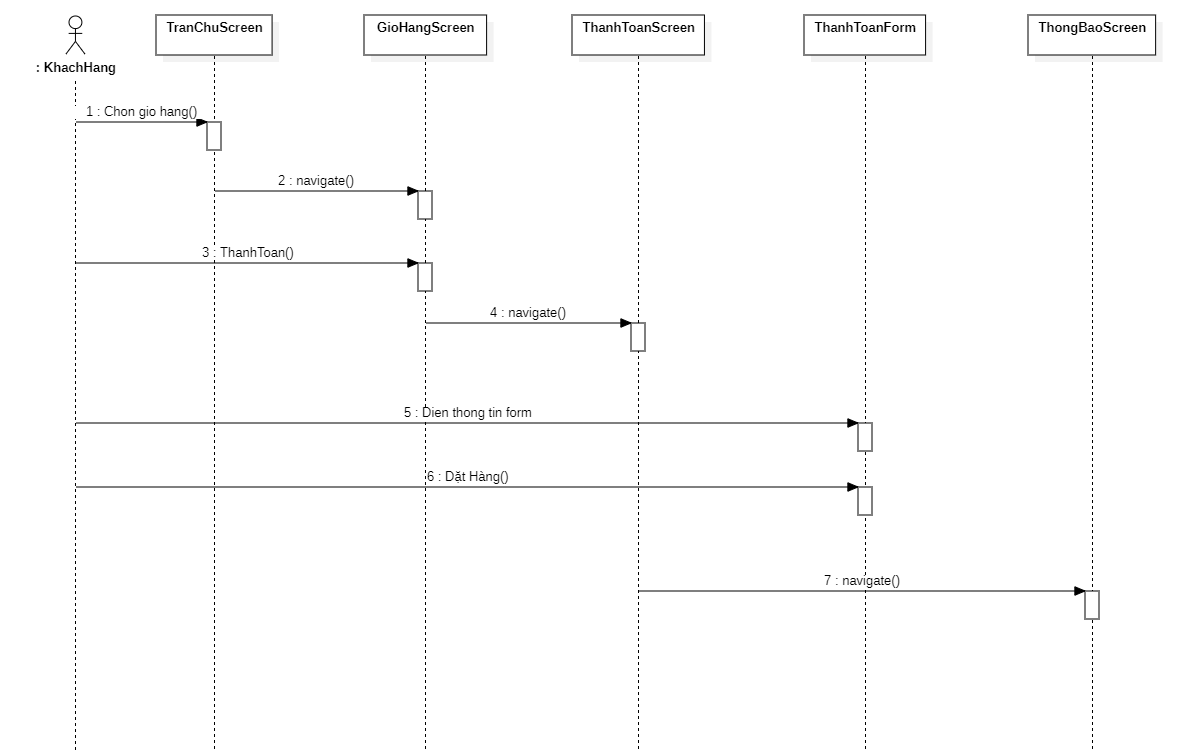 TranChuScreen
GioHangScreen
ThanhToanScreen
ThanhToanForm
ThongBaoScreen
: KhachHang
1 : Chon gio hang()
2 : navigate()
3 : ThanhToan()
4 : navigate()
5 : Dien thong tin form
6 : Dặt Hàng()
7 : navigate()